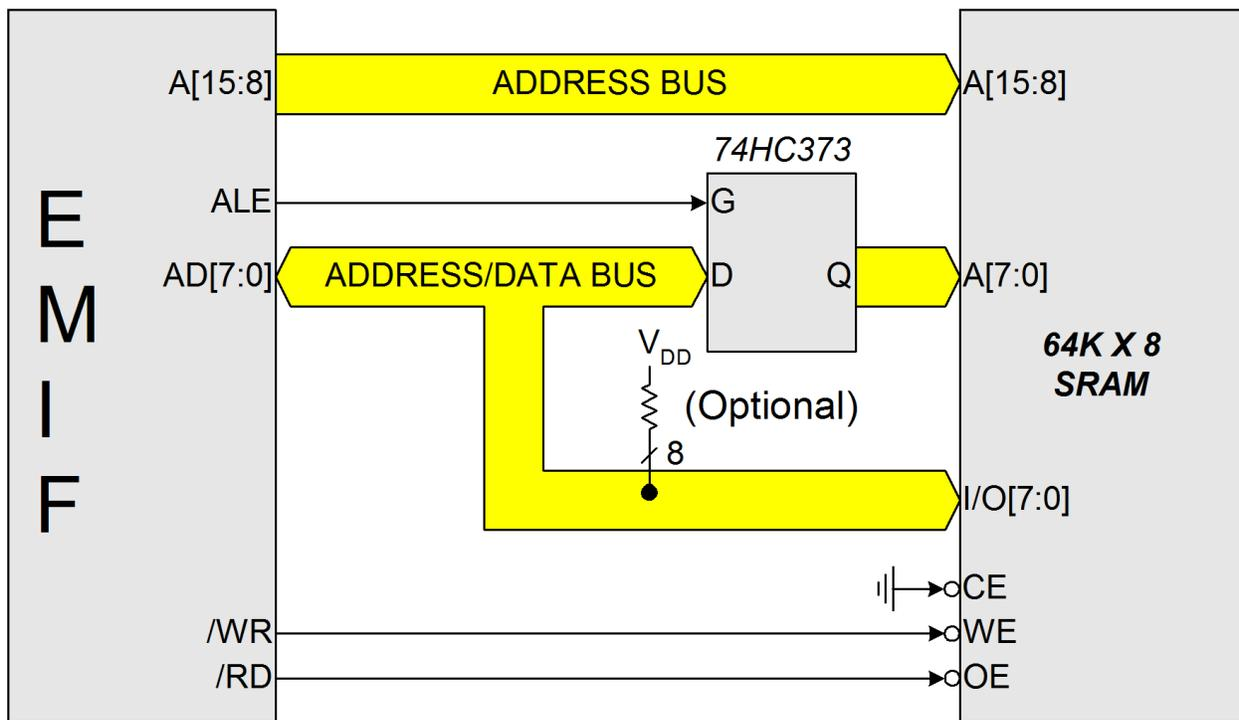 A[15:8]
ADDRESS BUS
A[15:8]
74HC373
ALE
G
E
M
I
F
AD[7:0]
ADDRESS/DATA BUS
D
Q
A[7:0]
VDD
64K X 8
SRAM
(Optional)
8
I/O[7:0]
CE
/WR
WE
/RD
OE